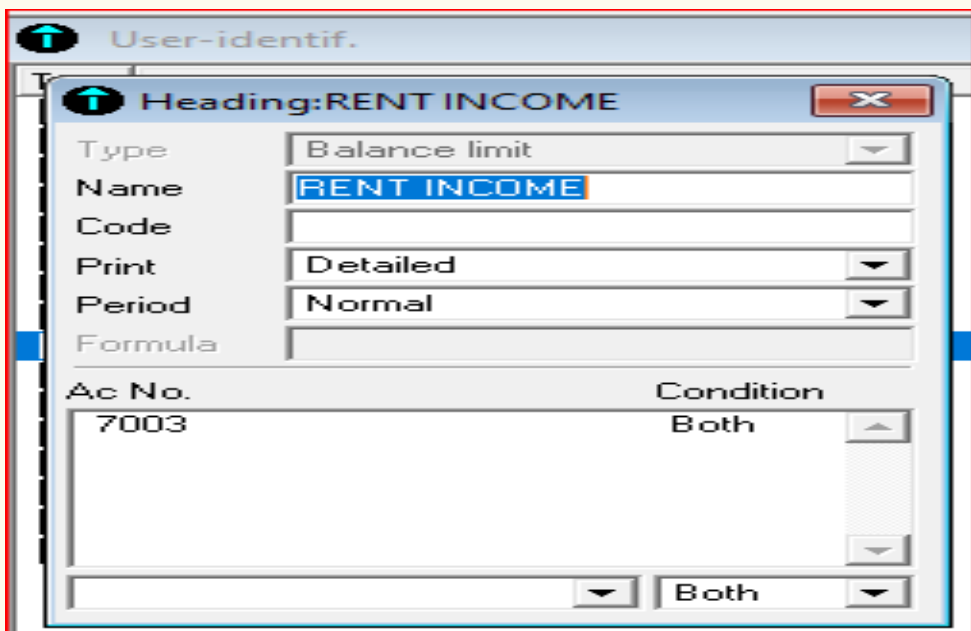 User-identif.
Heading:RENT INCOME
Type Balance limit
Name RENT INCOME
Code
Print Detailed
Period Normal
Formula
Ac No. Condition
7003 Both
Both